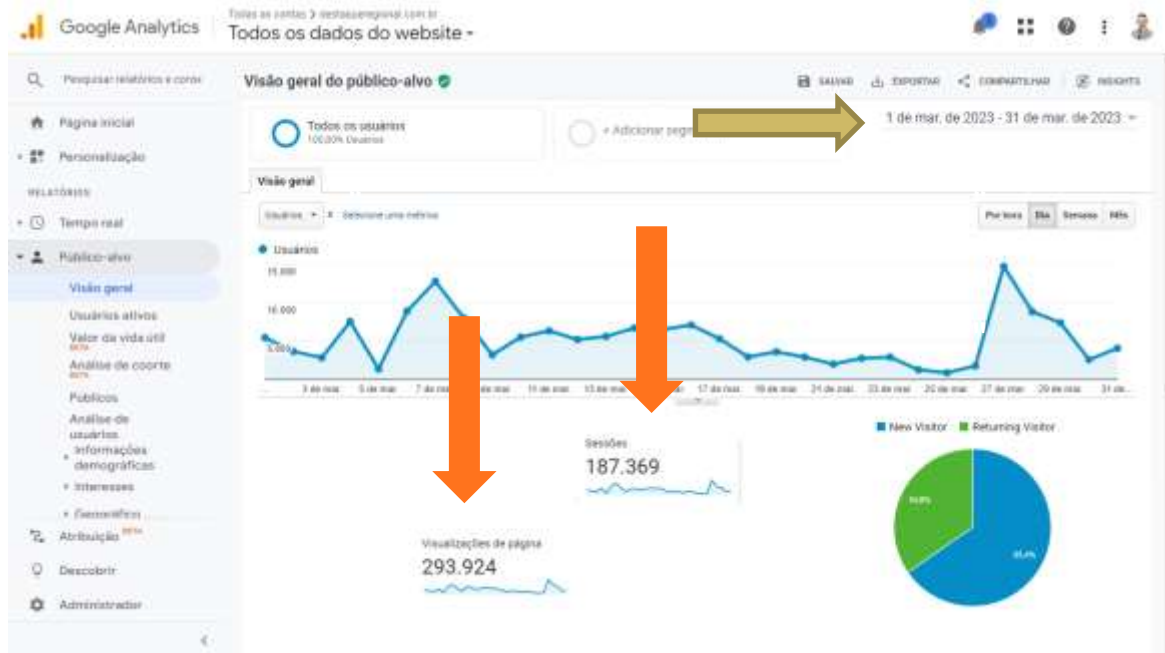 Google Analytics
Todas as contas > destaqueregional.com.br
Todos os dados do website
Pesquisar relatórios e
Visão geral do público-alvo
SALVAR
EXPORTAR
COMPARTILHAR
INSIGHTS
Página inicial
Personalização
RELATÓRIOS
Tempo real
Público-alvo
Visão geral
Usuários ativos
Valor da vida útil
BETA
Análise de coorte
BETA
Públicos
Análise de
usuários
Informações
demográficas
Interesses
Geográfico
Atribuição BETA
Descobrir
Administrador
Todos os usuários
100,00% Usuários
+ Adicionar
1 de mar. de 2023 - 31 de mar. de 2023
Visão geral
Usuários
Selecione uma métrica
Por hora
Dia
Semana
Mês
Usuários
15.000
10.000
5.000
...
3 de mar.
5 de mar.
7 de mar.
de mar.
11 de mar.
13 de mar.
17 de mar.
19 de mar.
21 de mar.
23 de mar.
27 de mar.
29 de mar.
31 de...
Sessões
187.369
Visualizações de página
293.924
New Visitor
Returning Visitor